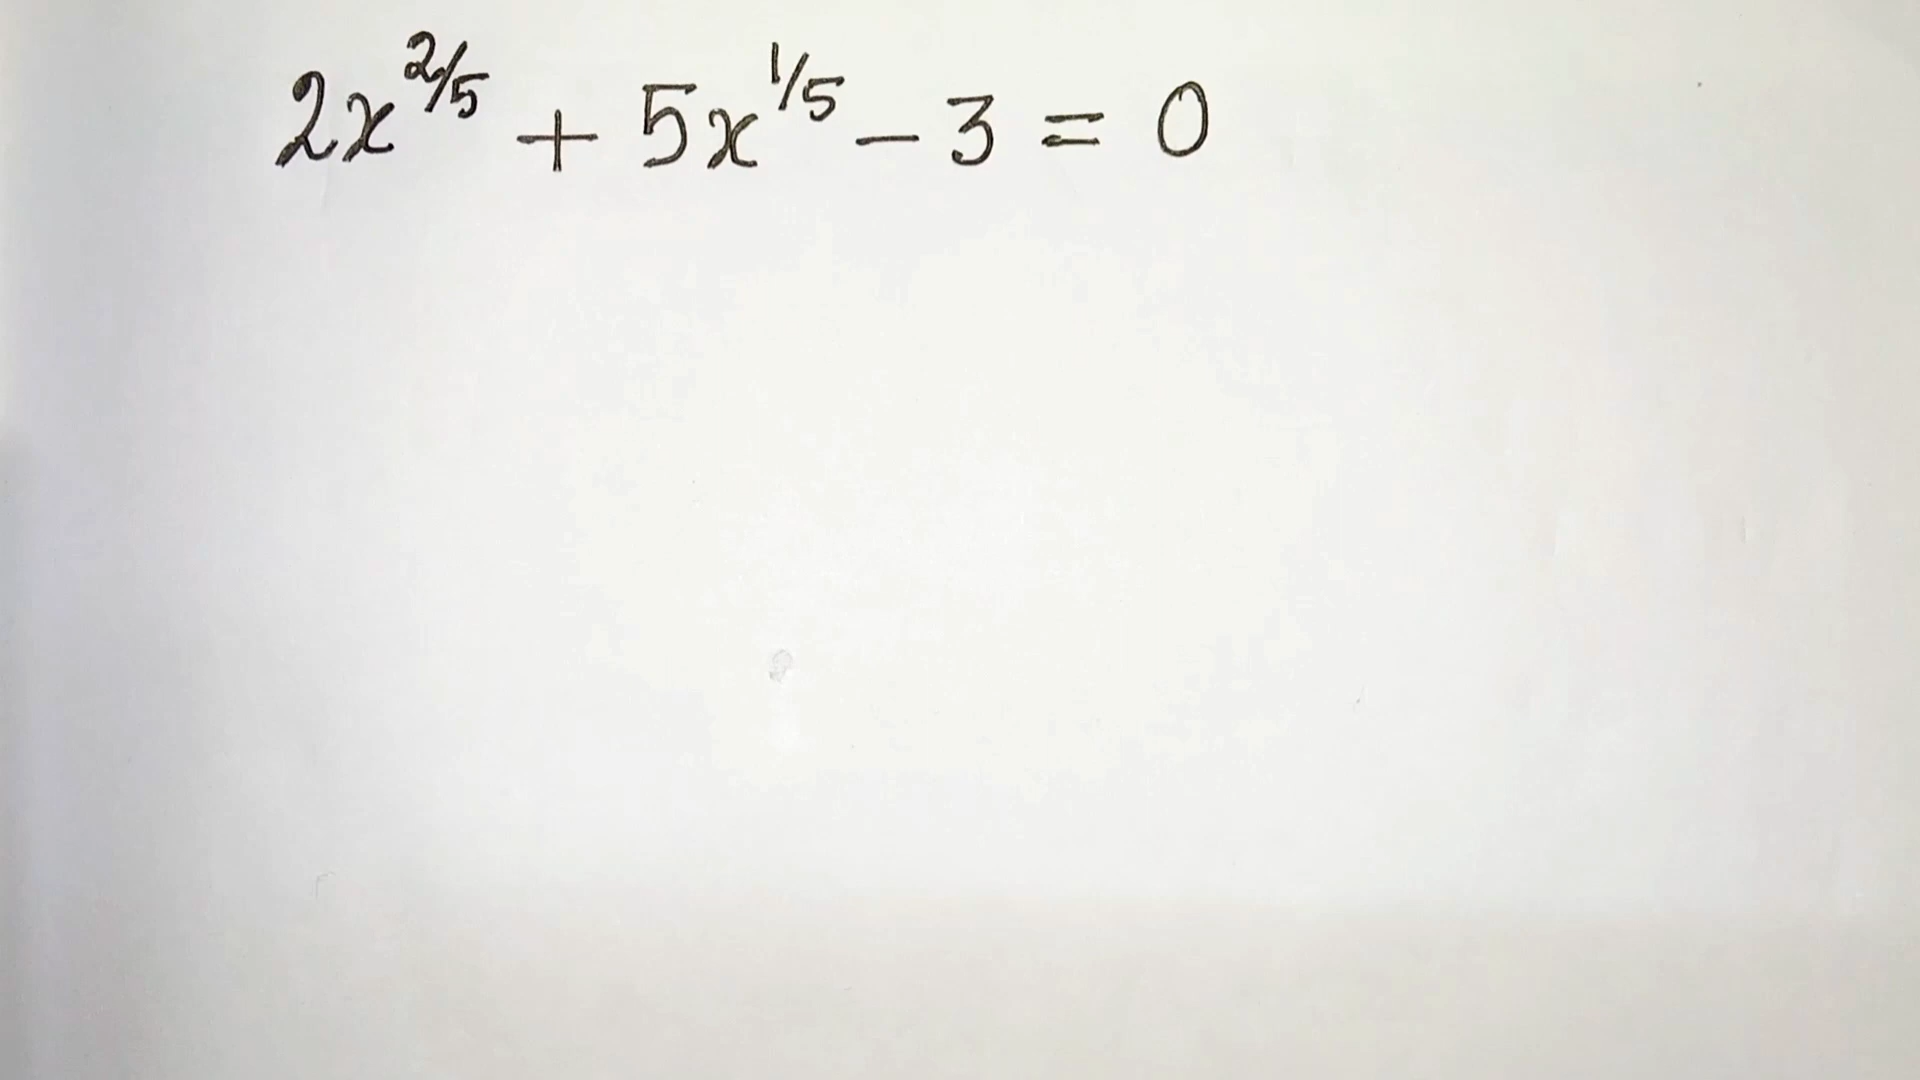 2x^{2/5} + 5x^{1/5} - 3 = 0